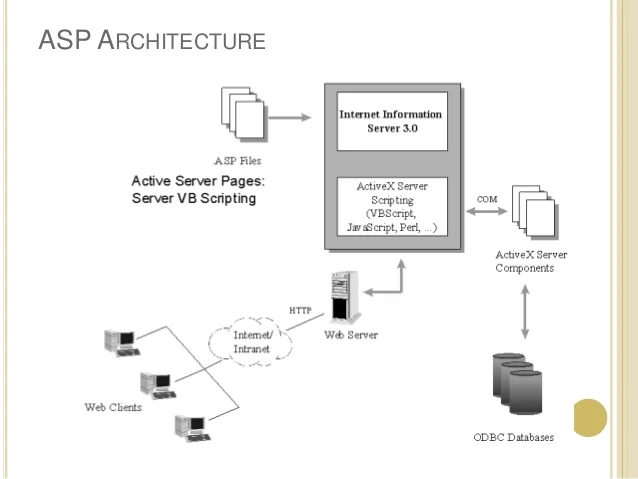 ASP ARCHITECTURE
Internet Information
Server 3.0
.ASP Files
Active Server Pages:
Server VB Scripting
ActiveX Server
Scripting
(VBScript,
JavaScript, Perl, ...)
COM
ActiveX Server
Components
HTTP
Internet/
Intranet
Web Server
Web Clients
ODBC Databases